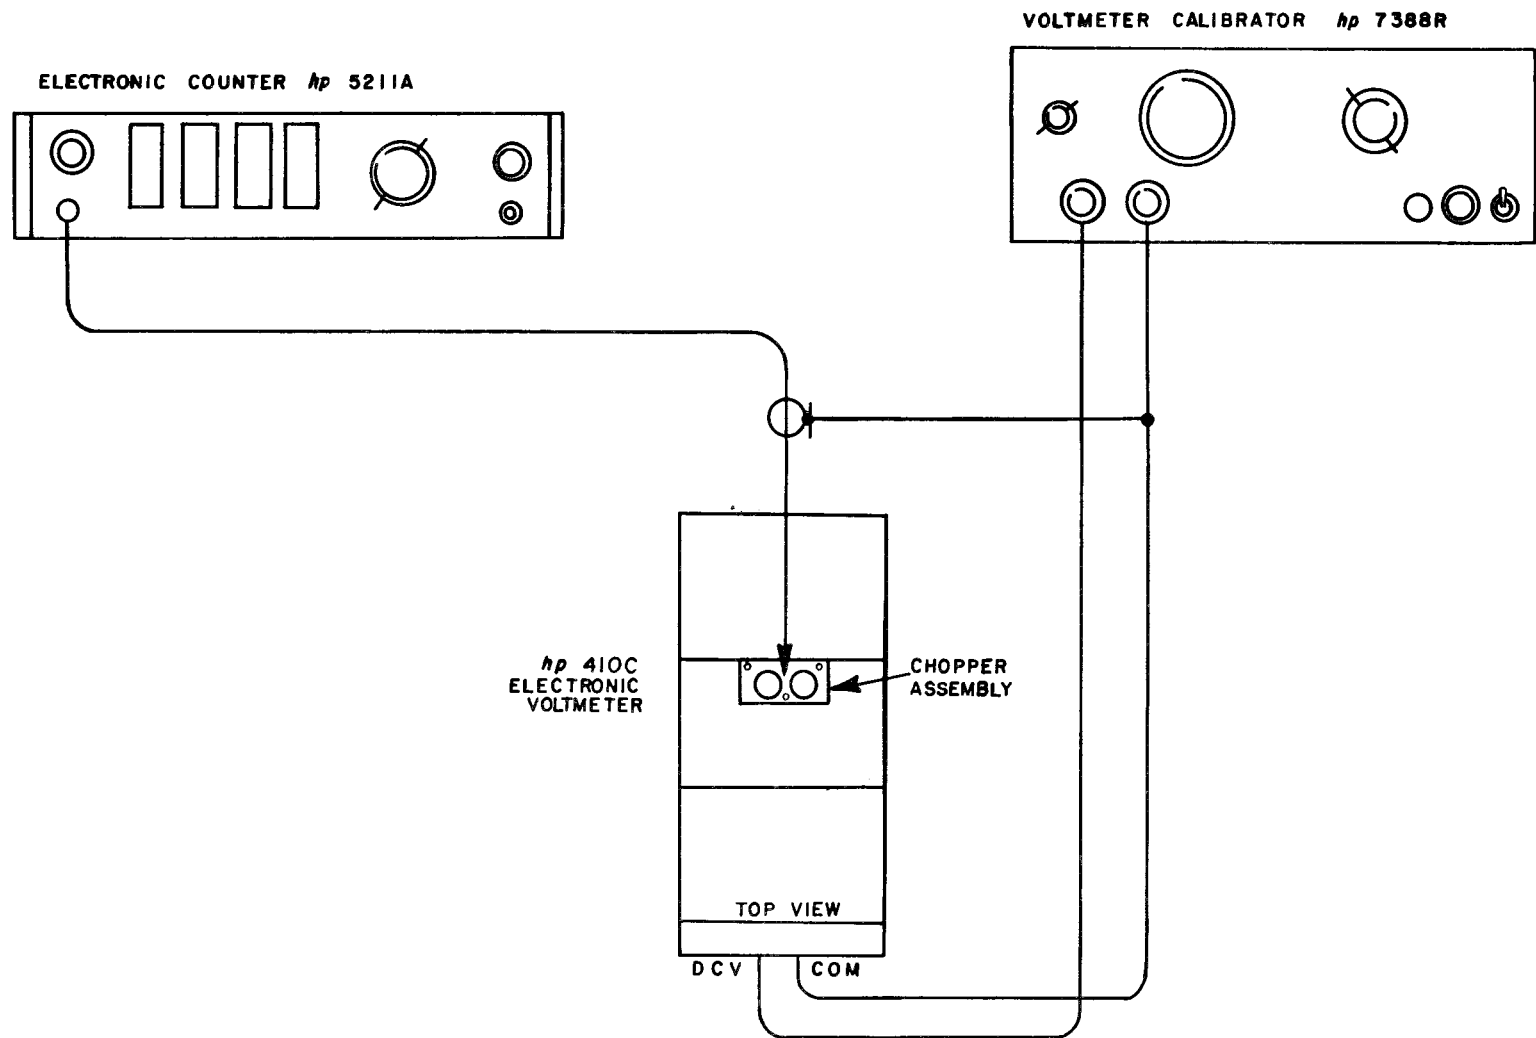 VOLTMETER CALIBRATOR hp 7388R
ELECTRONIC COUNTER hp 5211A
hp 410C
ELECTRONIC
VOLTMETER
CHOPPER
ASSEMBLY
TOP VIEW
DCV
COM